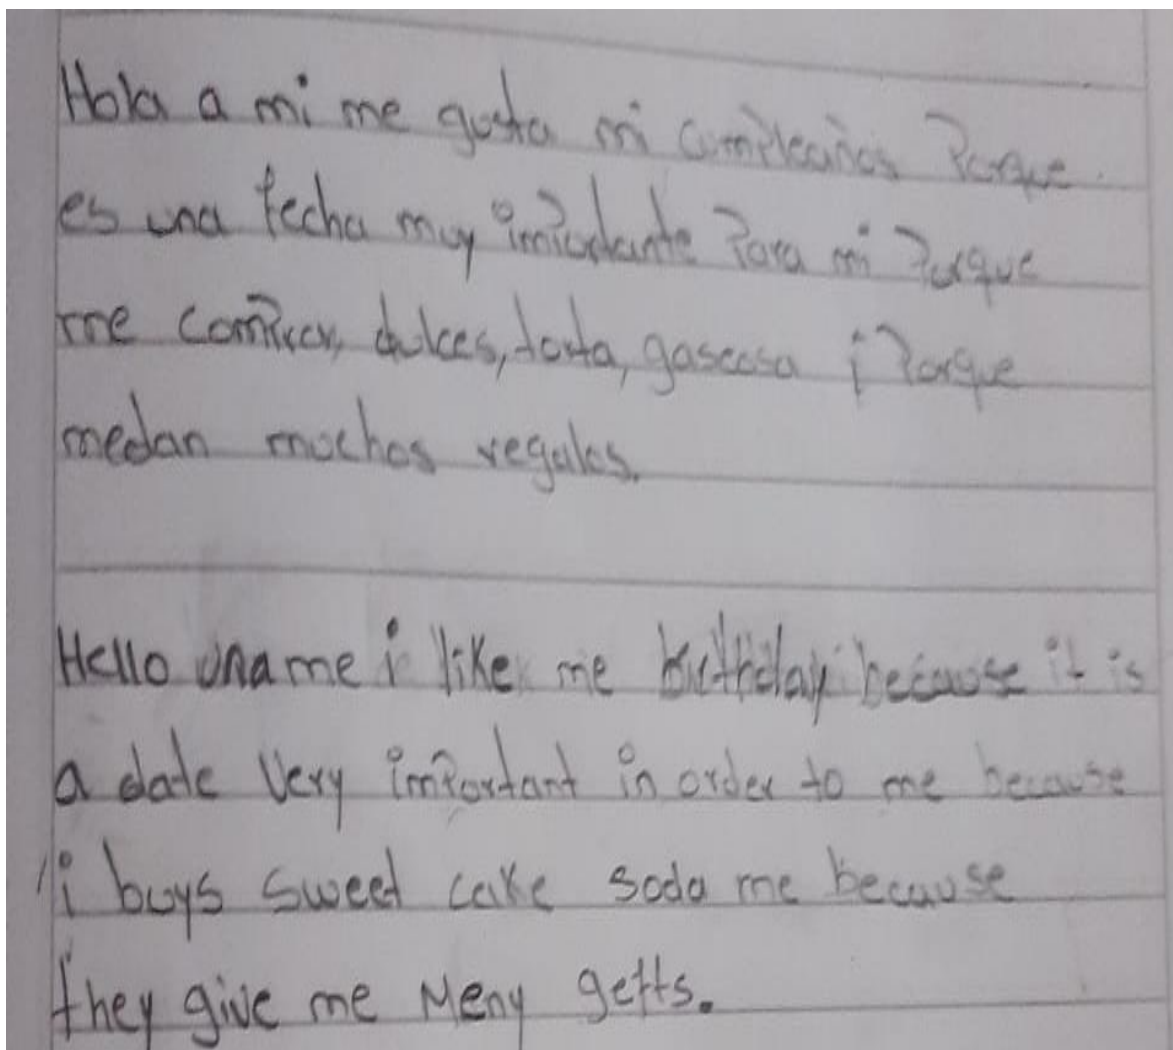 Hola a mi me gusta mi cumpleaños Porque
es una fecha muy importante Para mi Porque
me compran, dulces, torta, gaseosa i Porque
medan muchos regalos.
Hello una me i like me birthday because it is
a date Very important in order to me because
i buys sweet cake soda me because
they give me Meny getts.